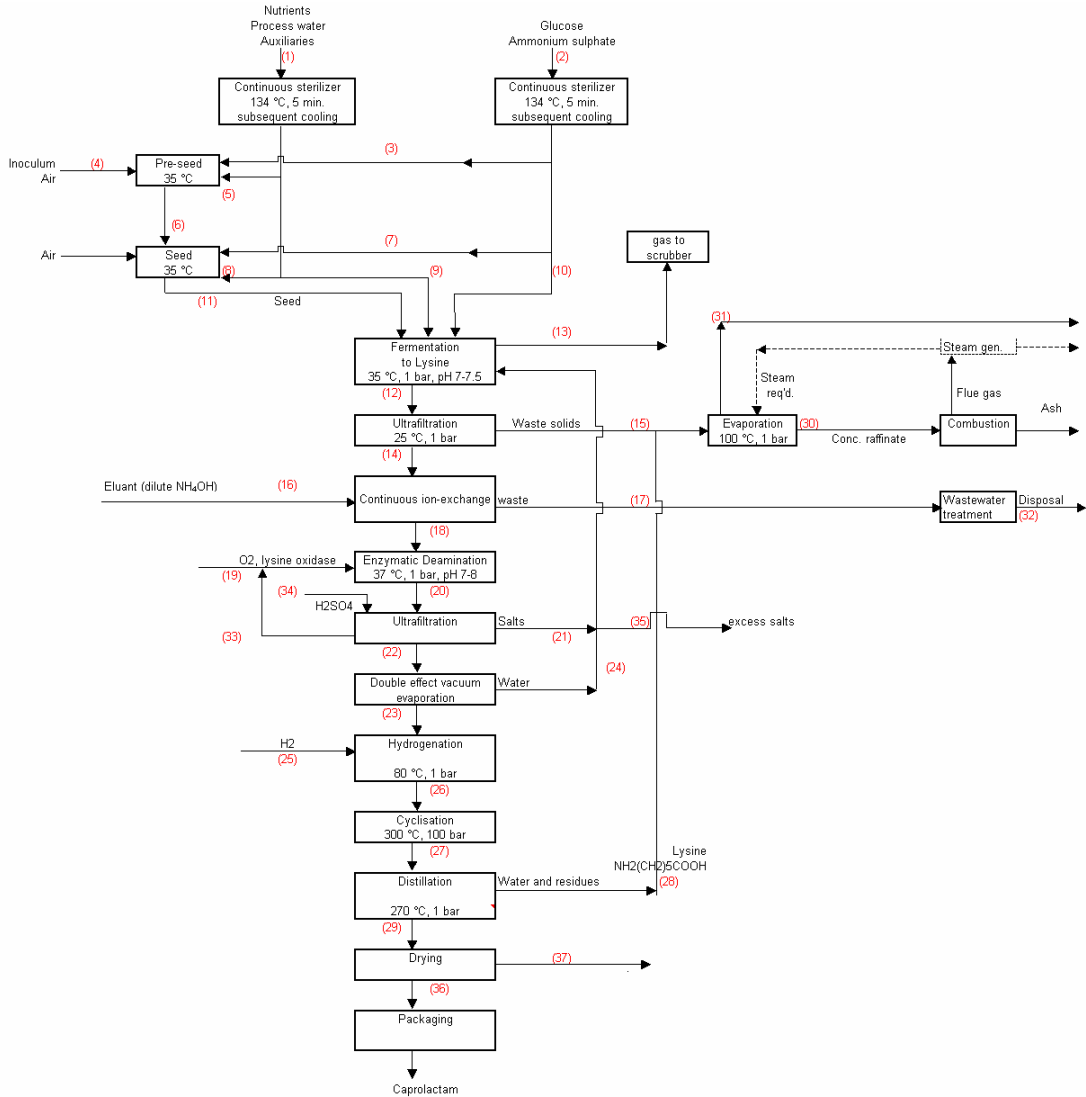 Nutrients
Process water
Auxiliaries
(1)
Glucose
Ammonium sulphate
(2)
Continuous sterilizer
134 °C, 5 min.
subsequent cooling
Continuous sterilizer
134 °C, 5 min.
subsequent cooling
(3)
Inoculum
Air
(4)
Pre-seed
35 °C
(5)
(6)
(7)
Air
Seed
35 °C
(8)
(9)
(10)
gas to
scrubber
(11)
Seed
(13)
(31)
Fermentation
to Lysine
35 °C, 1 bar, pH 7-7.5
Steam gen.
Steam
req'd.
Flue gas
(12)
Ultrafiltration
25 °C, 1 bar
Waste solids
(15)
Evaporation
100 °C, 1 bar
(30)
Conc. raffinate
Combustion
Ash
(14)
Eluant (dilute NH₄OH)
(16)
Continuous ion-exchange
waste
(17)
Wastewater
treatment
Disposal
(32)
(18)
O2, lysine oxidase
(19)
Enzymatic Deamination
37 °C, 1 bar, pH 7-8
(20)
(34)
H2SO4
Ultrafiltration
Salts
(21)
(35)
excess salts
(33)
(22)
(24)
Double effect vacuum
evaporation
Water
(23)
H2
(25)
Hydrogenation
80 °C, 1 bar
(26)
Cyclisation
300 °C, 100 bar
(27)
Lysine
NH2(CH2)5COOH
(28)
Distillation
270 °C, 1 bar
Water and residues
(29)
Drying
(37)
(36)
Packaging
Caprolactam